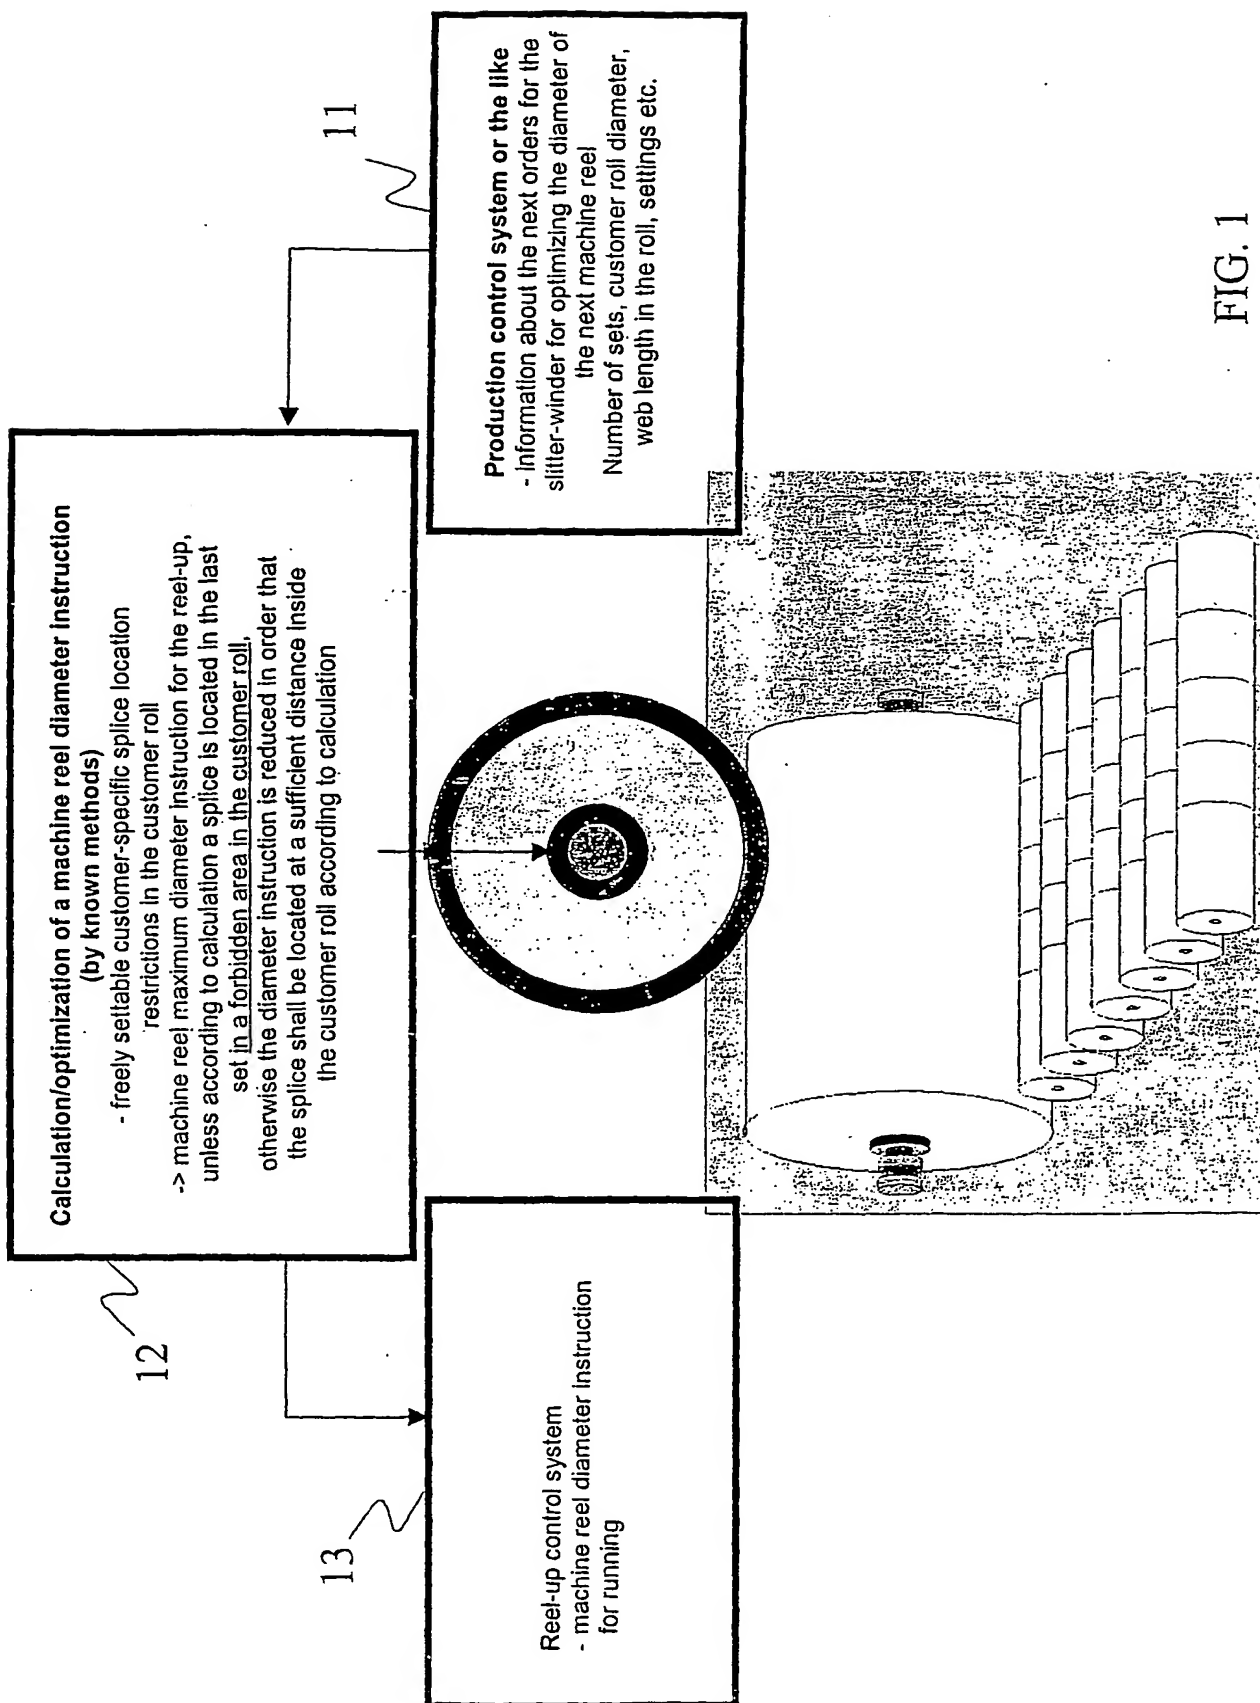 12
Calculation/optimization of a machine reel diameter instruction
(by known methods)
- freely settable customer-specific splice location
restrictions in the customer roll
-> machine reel maximum diameter instruction for the reel-up,
unless according to calculation a splice is located in the last
set in a forbidden area in the customer roll,
otherwise the diameter instruction is reduced in order that
the splice shall be located at a sufficient distance inside
the customer roll according to calculation
13
Reel-up control system
- machine reel diameter instruction
for running
11
Production control system or the like
- Information about the next orders for the
slitter-winder for optimizing the diameter of
the next machine reel
Number of sets, customer roll diameter,
web length in the roll, settings etc.
FIG. 1